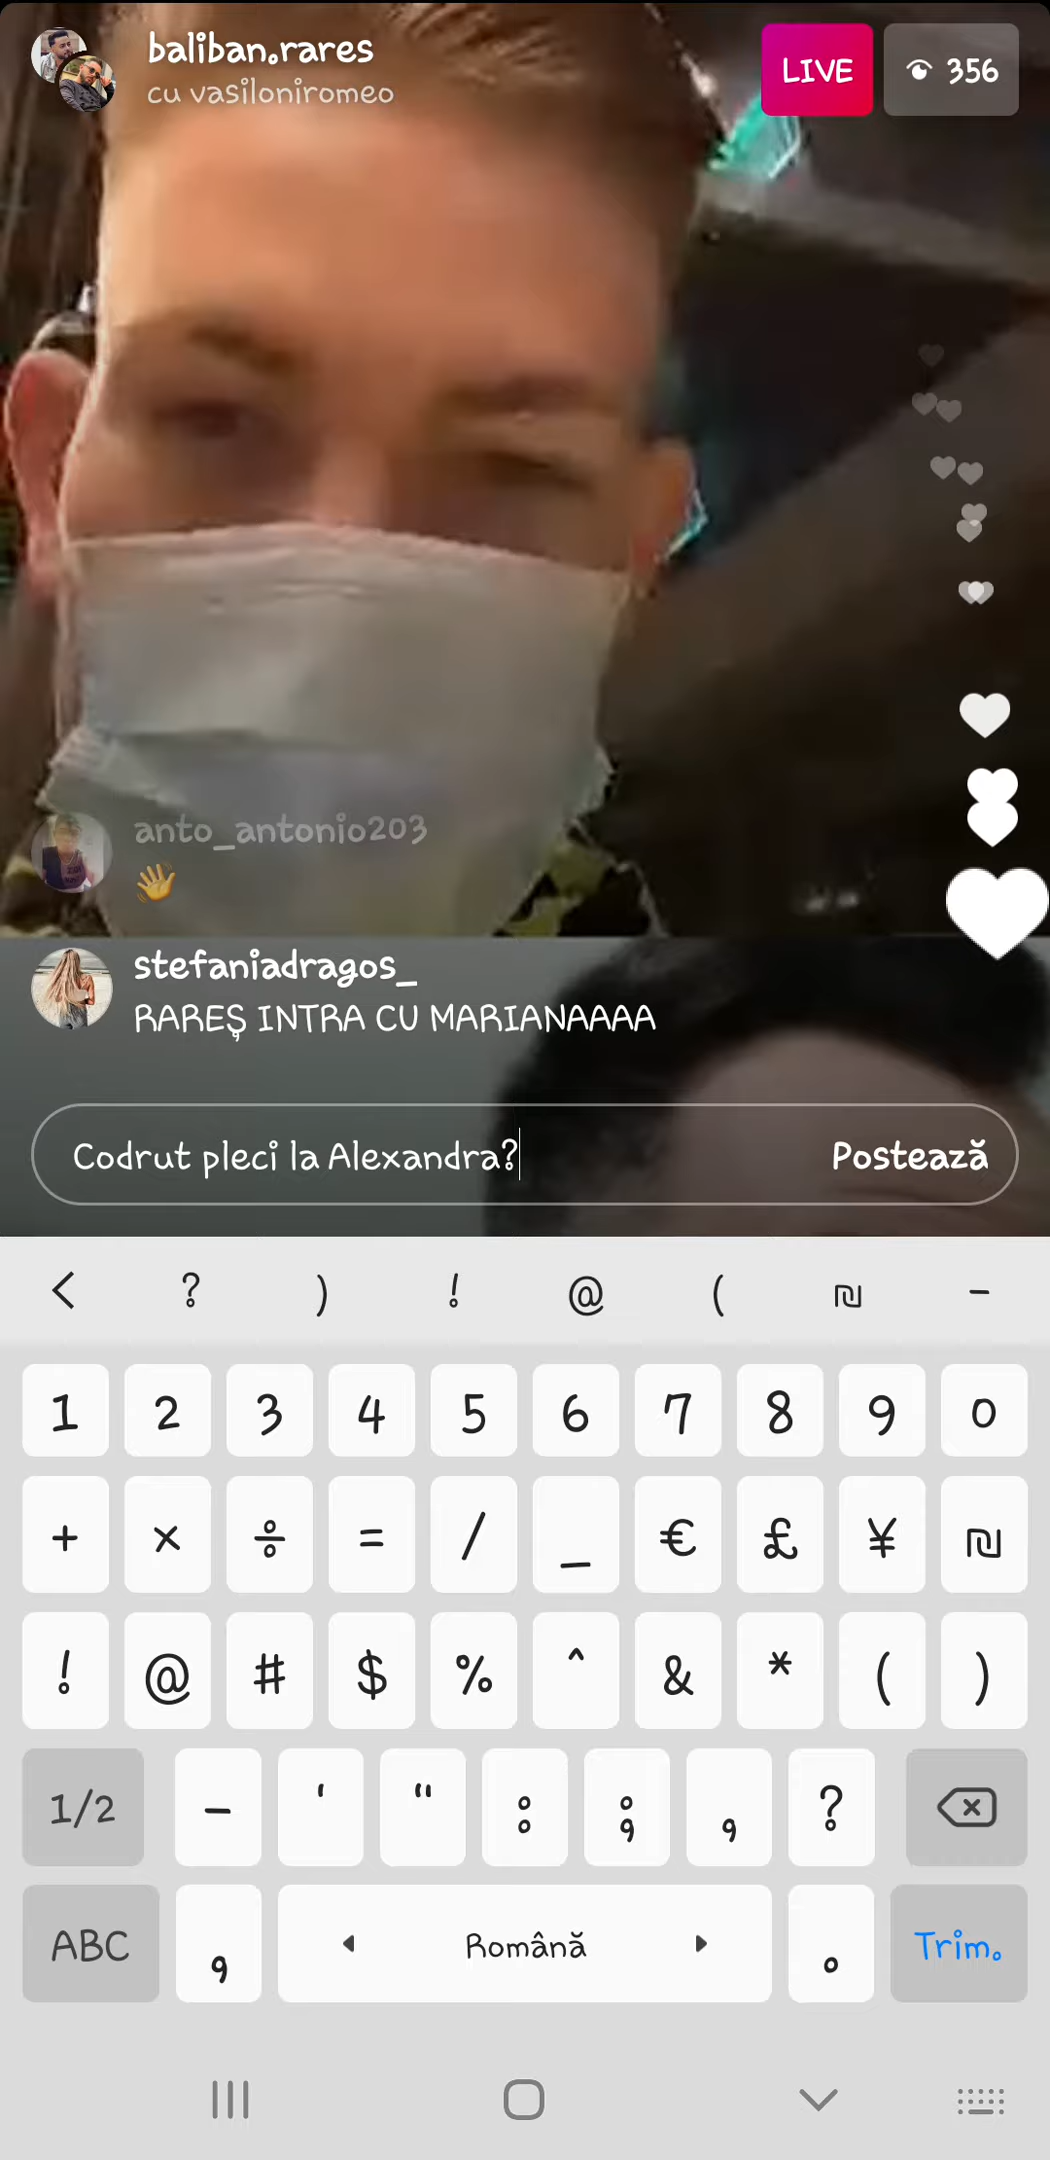 baliban.rares
cu vasiloniromeo
LIVE
356
anto_antonio203
👋
stefaniadragos_
RAREȘ INTRA CU MARIANAAAA
Codrut pleci la Alexandra?
Postează
? ) ! @ ( ₪ -
1 2 3 4 5 6 7 8 9 0
+ × ÷ = / _ € £ ¥ ₪
! @ # $ % ^ & * ( )
1/2 - ' " : ; , ?
ABC , Română . Trim.